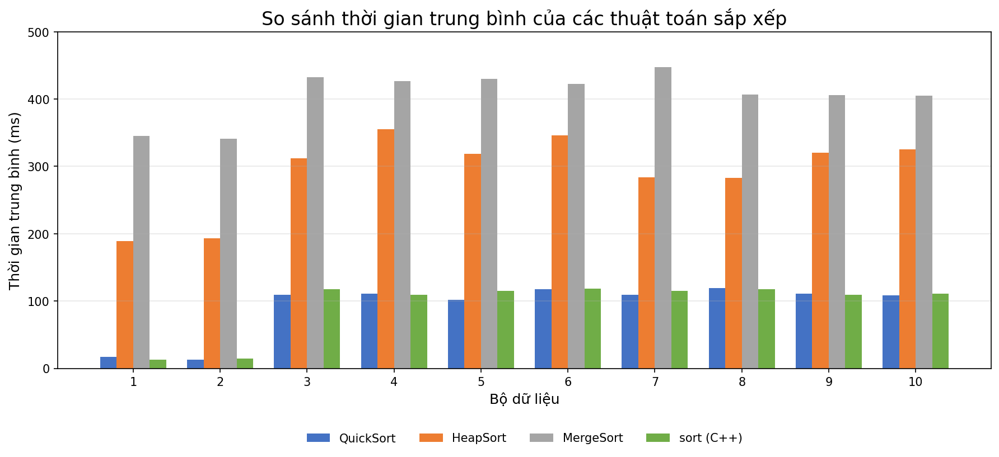 So sánh thời gian trung bình của các thuật toán sắp xếp
Thời gian trung bình (ms)
500
400
300
200
100
0
1 2 3 4 5 6 7 8 9 10
Bộ dữ liệu
QuickSort HeapSort MergeSort sort (C++)